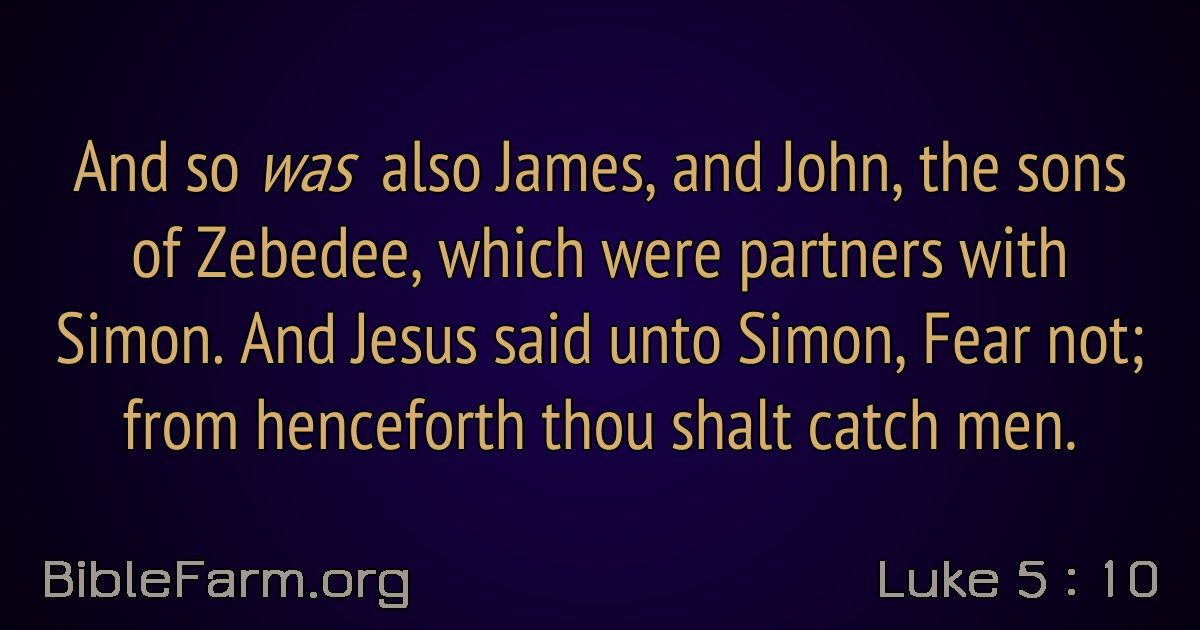 And so was also James, and John, the sons
of Zebedee, which were partners with
Simon. And Jesus said unto Simon, Fear not;
from henceforth thou shalt catch men.
BibleFarm.org
Luke 5 : 10